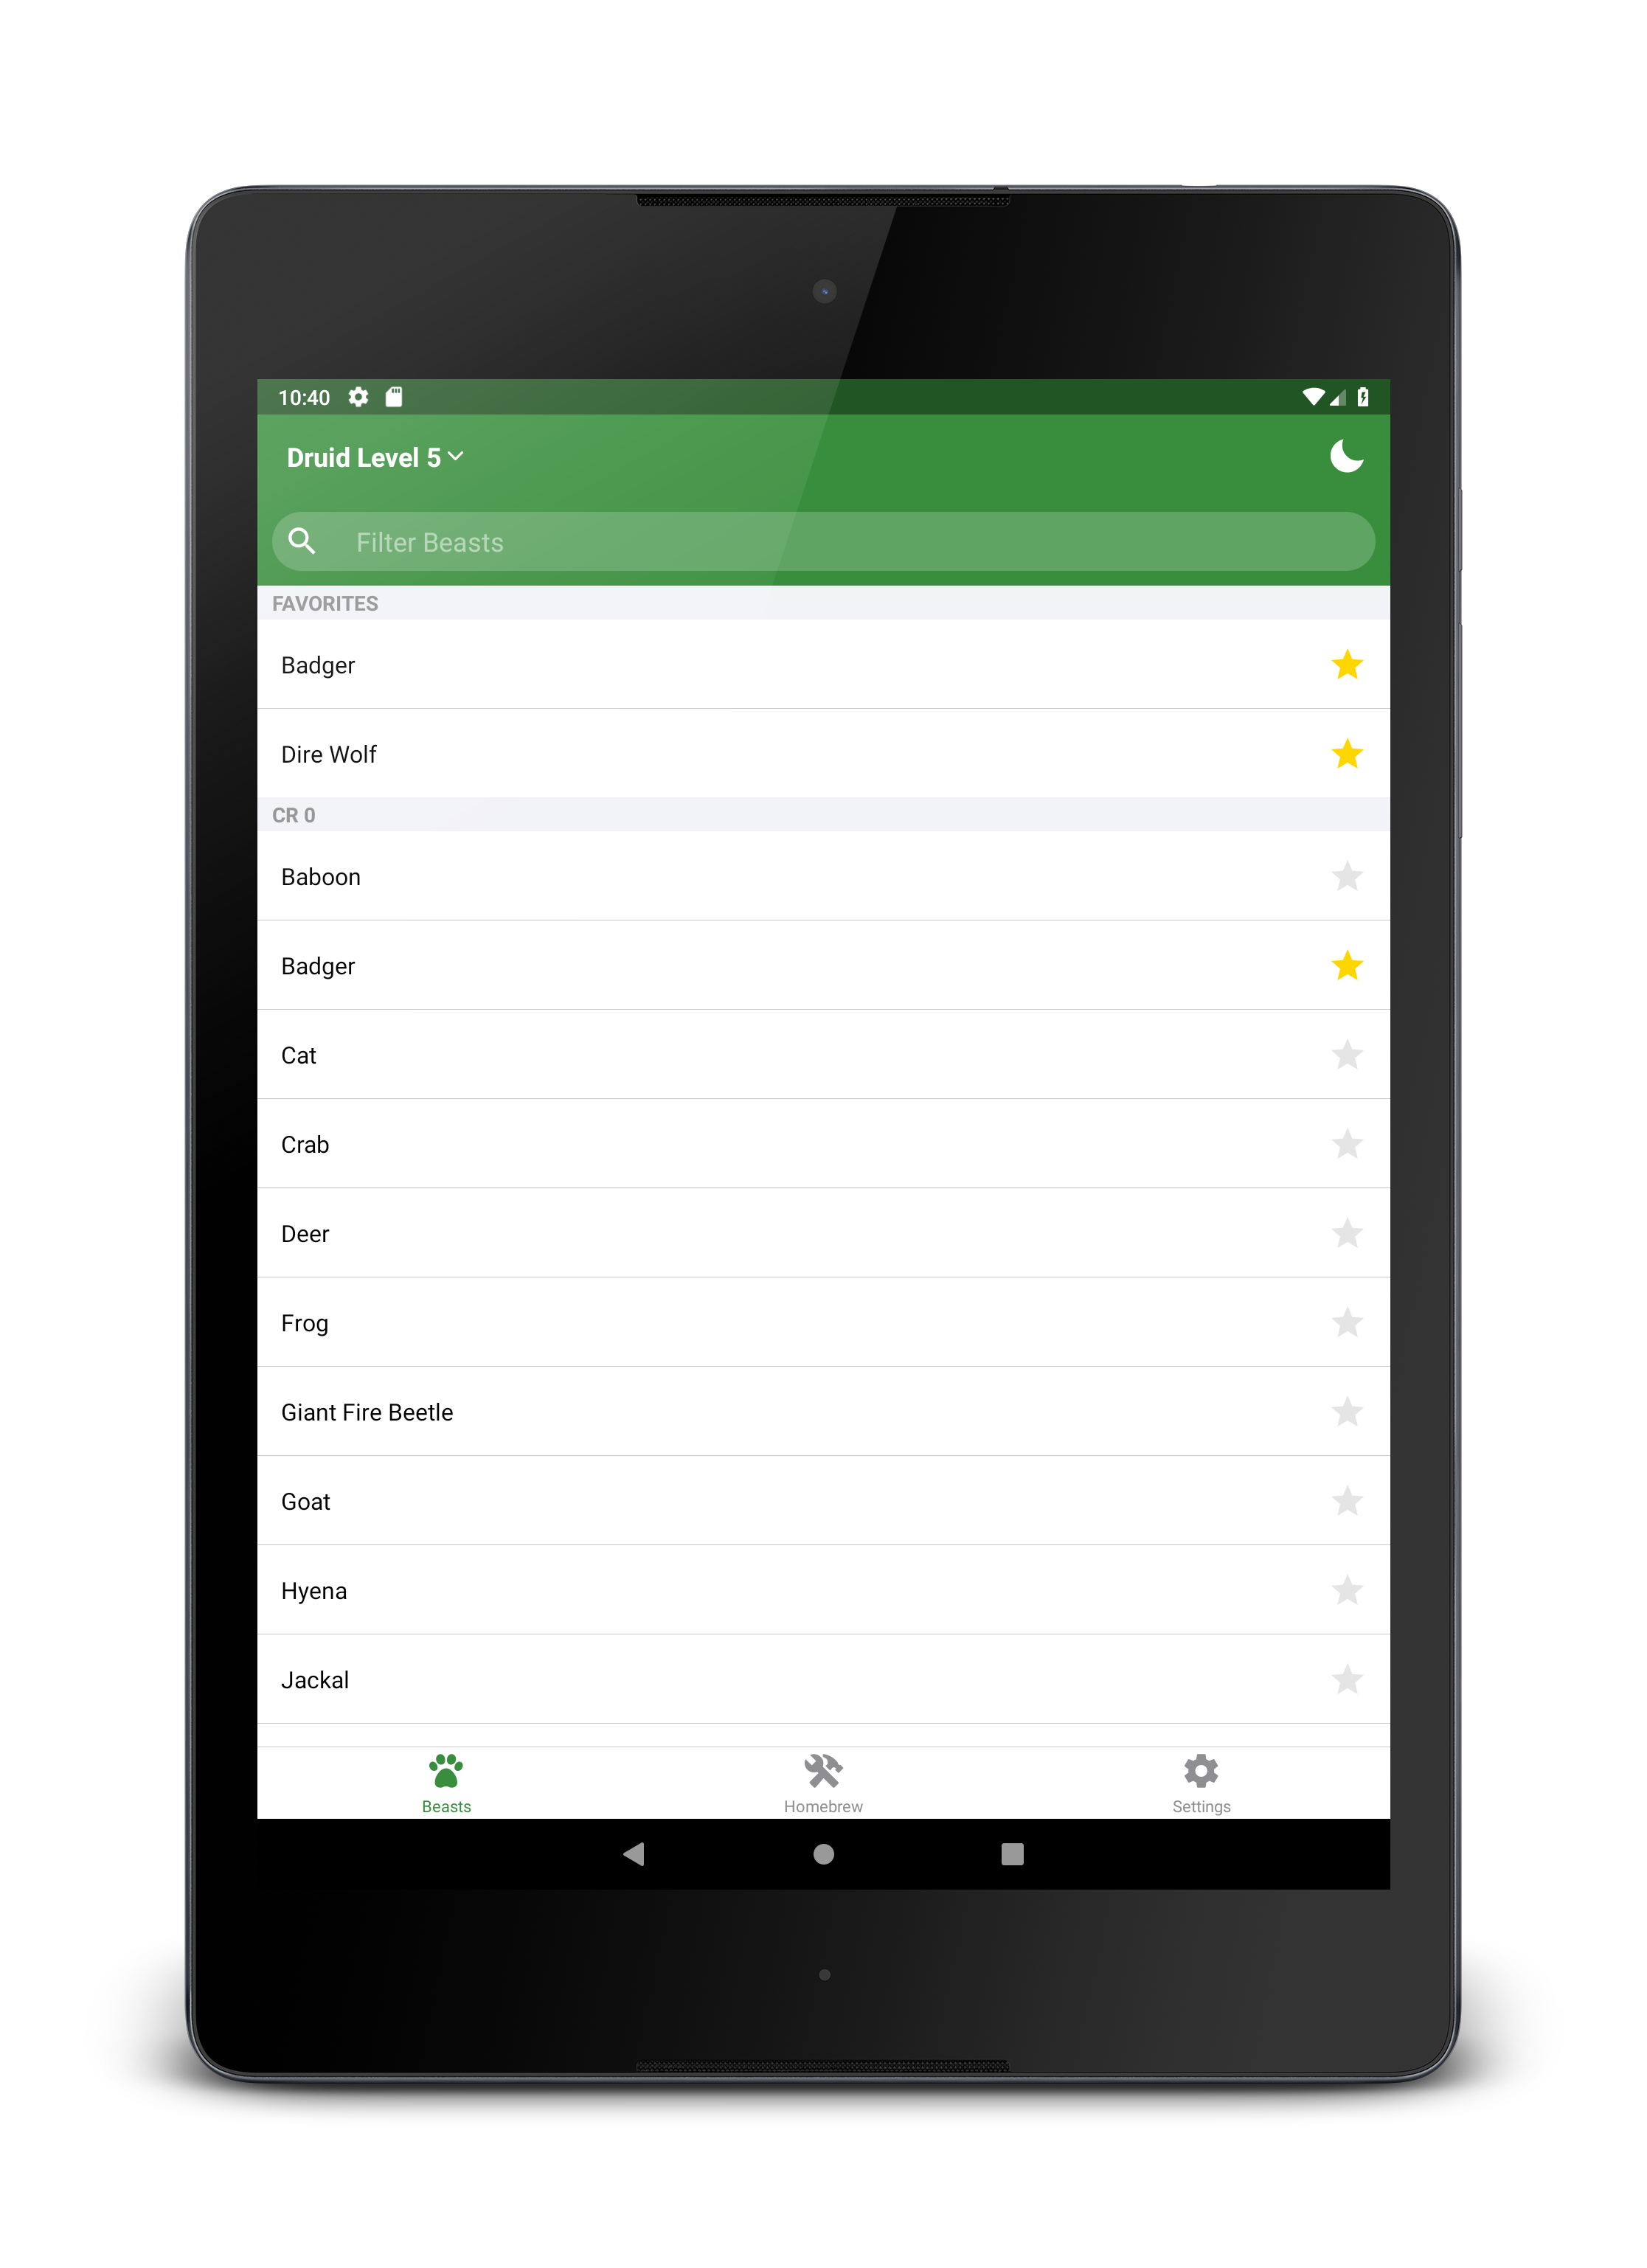 10:40
Druid Level 5
Filter Beasts
FAVORITES
Badger
Dire Wolf
CR 0
Baboon
Badger
Cat
Crab
Deer
Frog
Giant Fire Beetle
Goat
Hyena
Jackal
Beasts Homebrew Settings